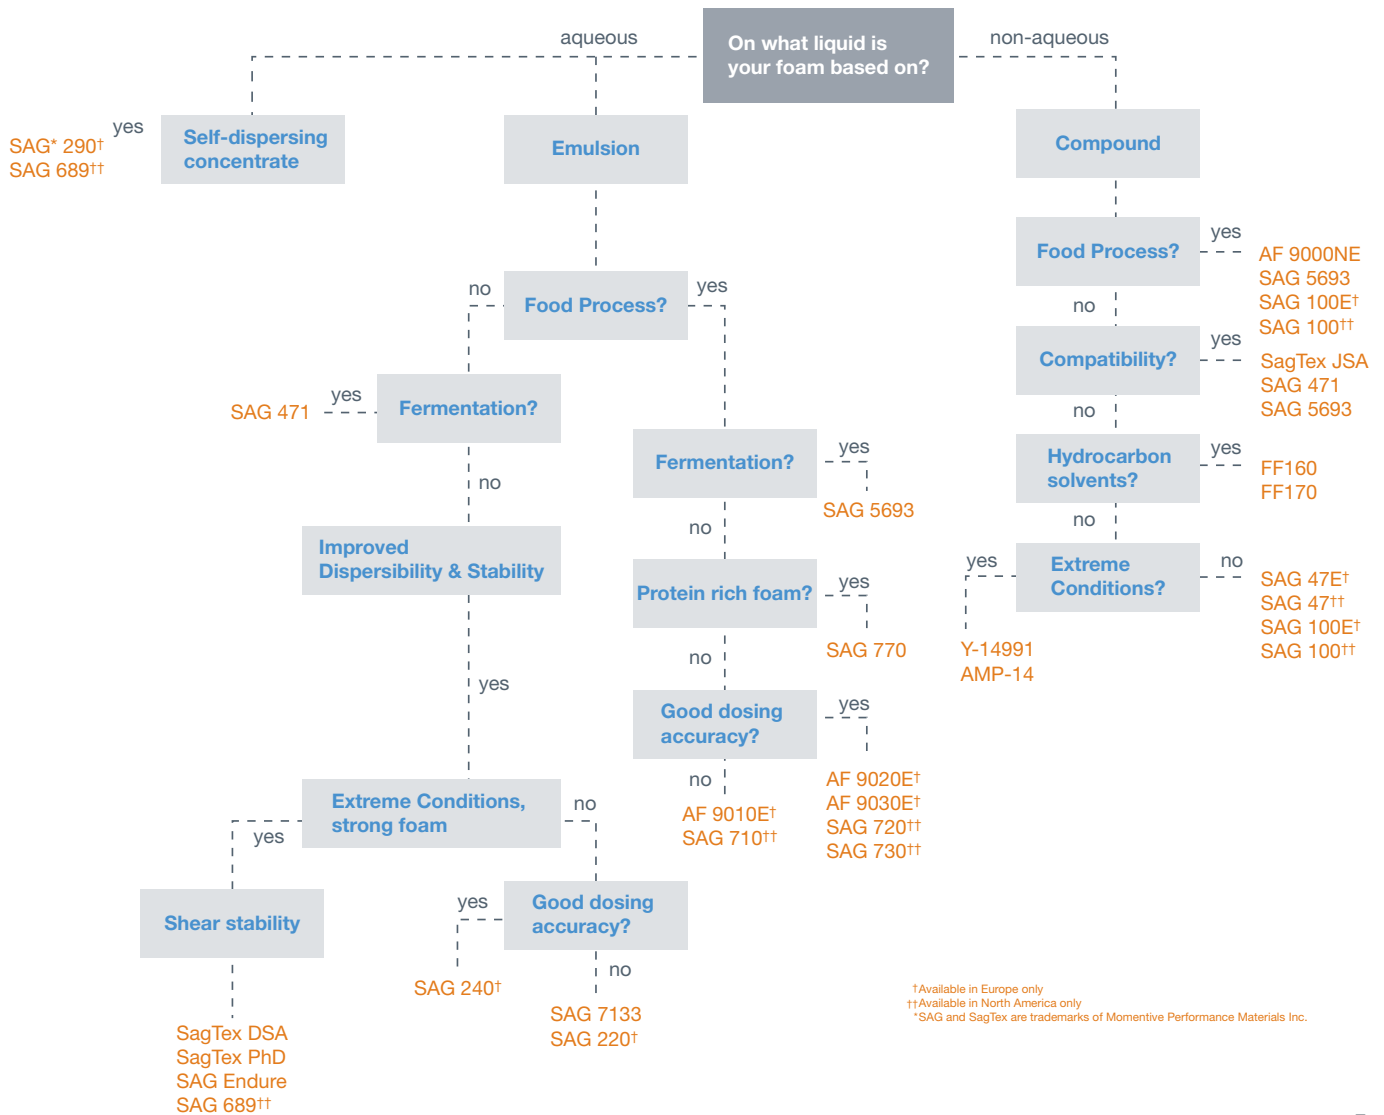 On what liquid is
your foam based on?
aqueous
non-aqueous
yes
SAG* 290†
SAG 689††
Self-dispersing
concentrate
Emulsion
Compound
Food Process?
no
yes
Fermentation?
yes
SAG 471
no
Improved
Dispersibility & Stability
yes
Extreme Conditions,
strong foam
yes
no
Shear stability
SagTex DSA
SagTex PhD
SAG Endure
SAG 689††
Good dosing
accuracy?
yes
SAG 240†
no
SAG 7133
SAG 220†
Fermentation?
yes
SAG 5693
no
Protein rich foam?
yes
SAG 770
no
Good dosing
accuracy?
yes
AF 9020E†
AF 9030E†
SAG 720††
SAG 730††
no
AF 9010E†
SAG 710††
Food Process?
yes
AF 9000NE
SAG 5693
SAG 100E†
SAG 100††
no
Compatibility?
yes
SagTex JSA
SAG 471
SAG 5693
no
Hydrocarbon
solvents?
yes
FF160
FF170
no
Extreme
Conditions?
yes
Y-14991
AMP-14
no
SAG 47E†
SAG 47††
SAG 100E†
SAG 100††
†Available in Europe only
††Available in North America only
*SAG and SagTex are trademarks of Momentive Performance Materials Inc.